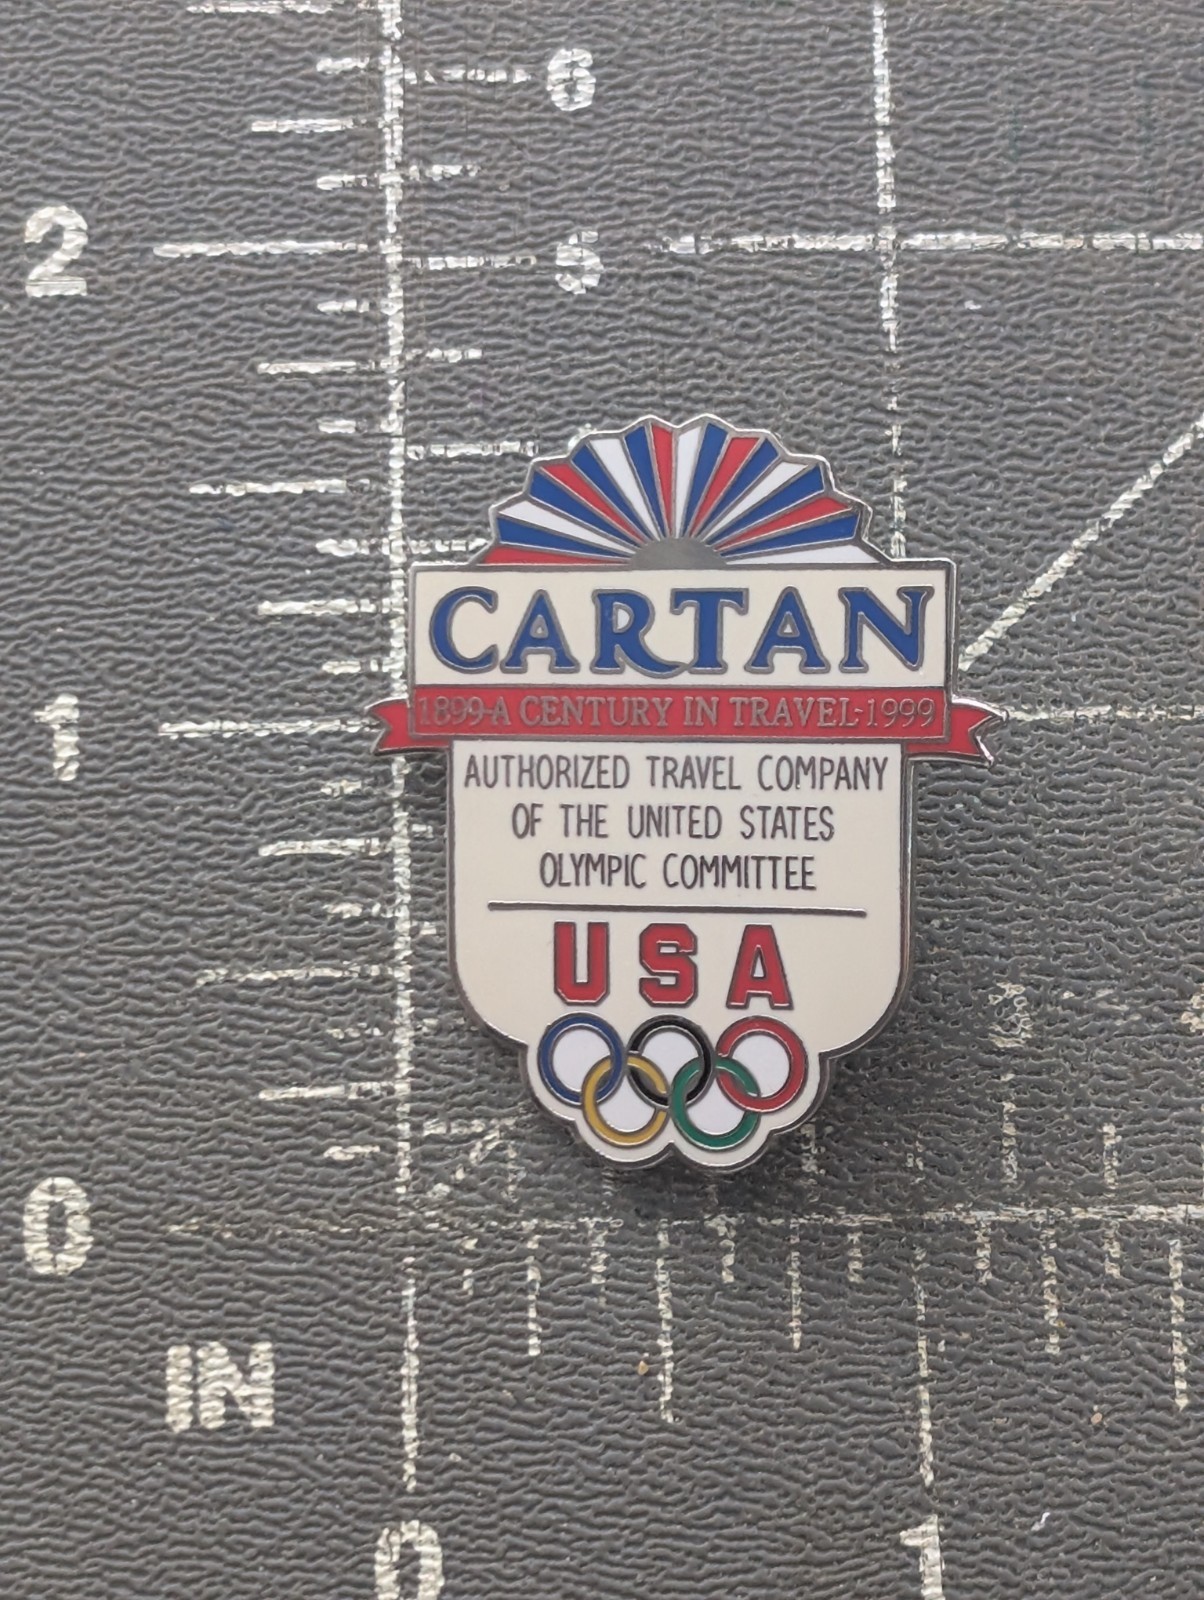 6
2
5
CARTAN
1899-A CENTURY IN TRAVEL-1999
1
AUTHORIZED TRAVEL COMPANY
OF THE UNITED STATES
OLYMPIC COMMITTEE
USA
0
IN
0
1